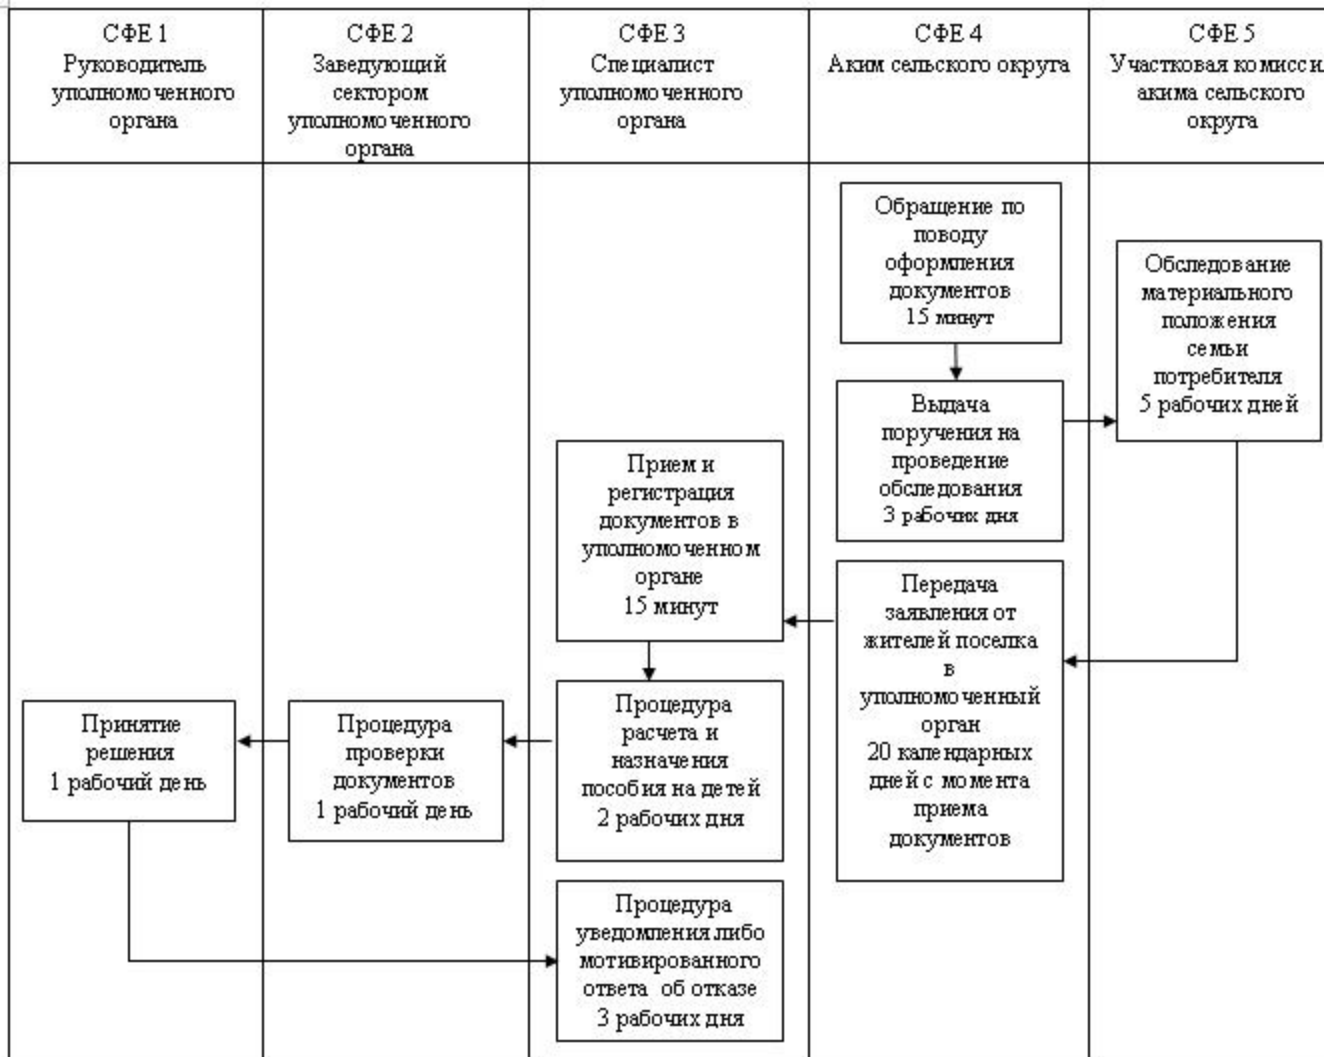 СФЕ 1
Руководитель
уполномоченного
органа
СФЕ 2
Заведующий
сектором
уполномоченного
органа
СФЕ 3
Специалист
уполномоченного
органа
СФЕ 4
Аким сельского округа
СФЕ 5
Участковая комисси
акима сельского
округа
Обращение по
поводу
оформления
документов
15 минут
Выдача
поручения на
проведение
обследования
3 рабочих дня
Обследование
материального
положения
семьи
потребителя
5 рабочих дней
Передача
заявления от
жителей поселка
в
уполномоченный
орган
20 календарных
дней с момента
приема
документов
Прием и
регистрация
документов в
уполномоченном
органе
15 минут
Процедура
расчета и
назначения
пособия на детей
2 рабочих дня
Процедура
проверки
документов
1 рабочий день
Принятие
решения
1 рабочий день
Процедура
уведомления либо
мотивированного
ответа об отказе
3 рабочих дня